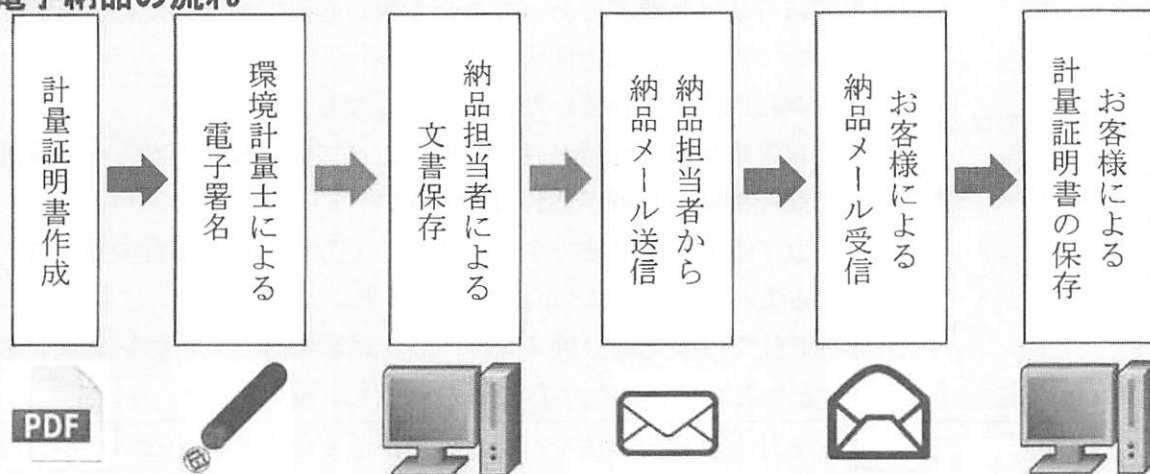 電子納品の流れ
計量証明書作成
環境計量士による
電子署名
納品担当者による
文書保存
納品担当者から
納品メール送信
お客様による
納品メール受信
お客様による
計量証明書の保存
PDF